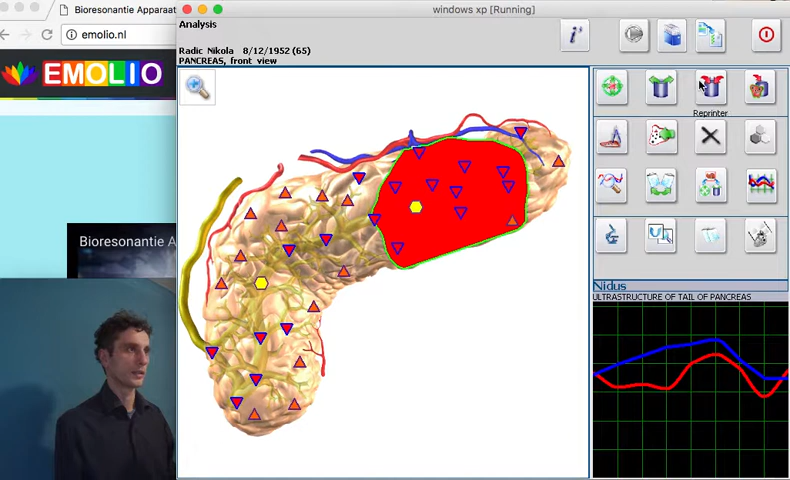 Bioresonantie Apparaat
windows xp [Running]
emolio.nl
EMOLIO
Analysis
Radic Nikola 8/12/1952 (65)
PANCREAS, front view
i
Reprinter
Bioresonantie A
Nidus
ULTRASTRUCTURE OF TAIL OF PANCREAS